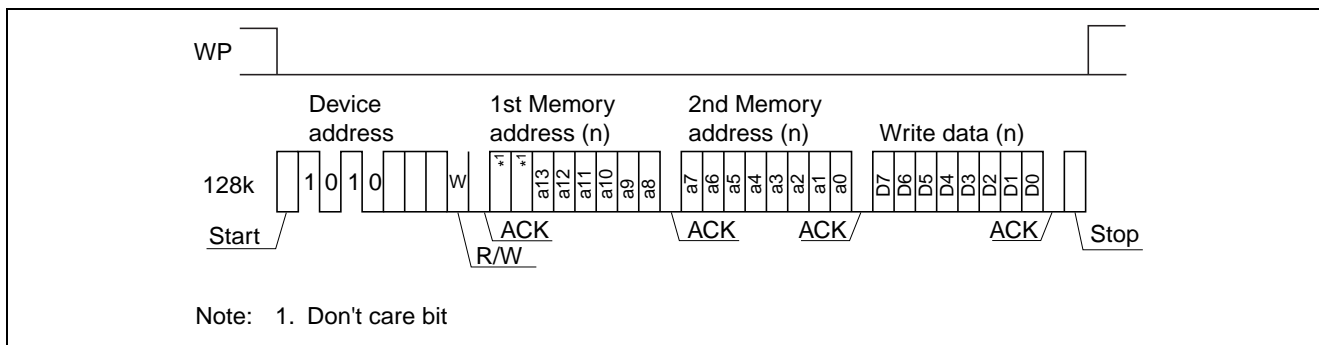 WP
Device address
1st Memory address (n)
2nd Memory address (n)
Write data (n)
128k
1 0 1 0 W *1 *1 a13 a12 a11 a10 a9 a8 a7 a6 a5 a4 a3 a2 a1 a0 D7 D6 D5 D4 D3 D2 D1 D0
Start
R/W
ACK
ACK
ACK
ACK
Stop
Note: 1. Don't care bit